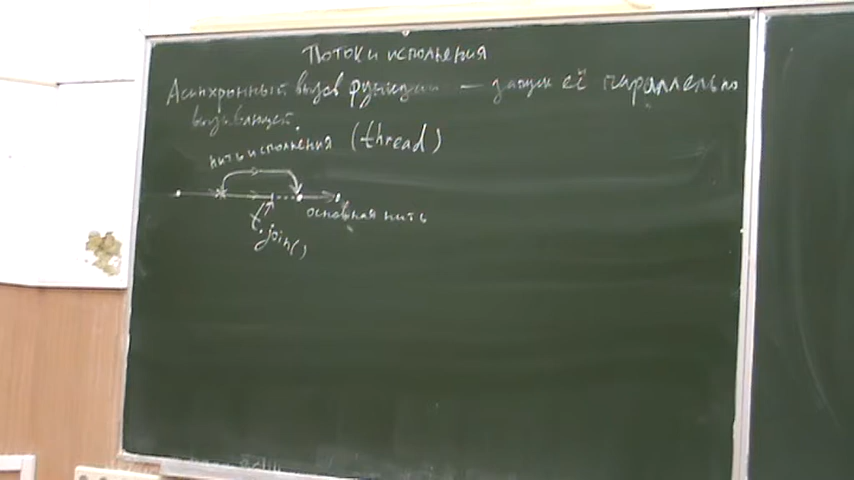 Потоки исполнения
Асинхронный вызов функции — запуск её параллельно
вызывающей.
нить исполнения (thread)
основная нить
t.join()